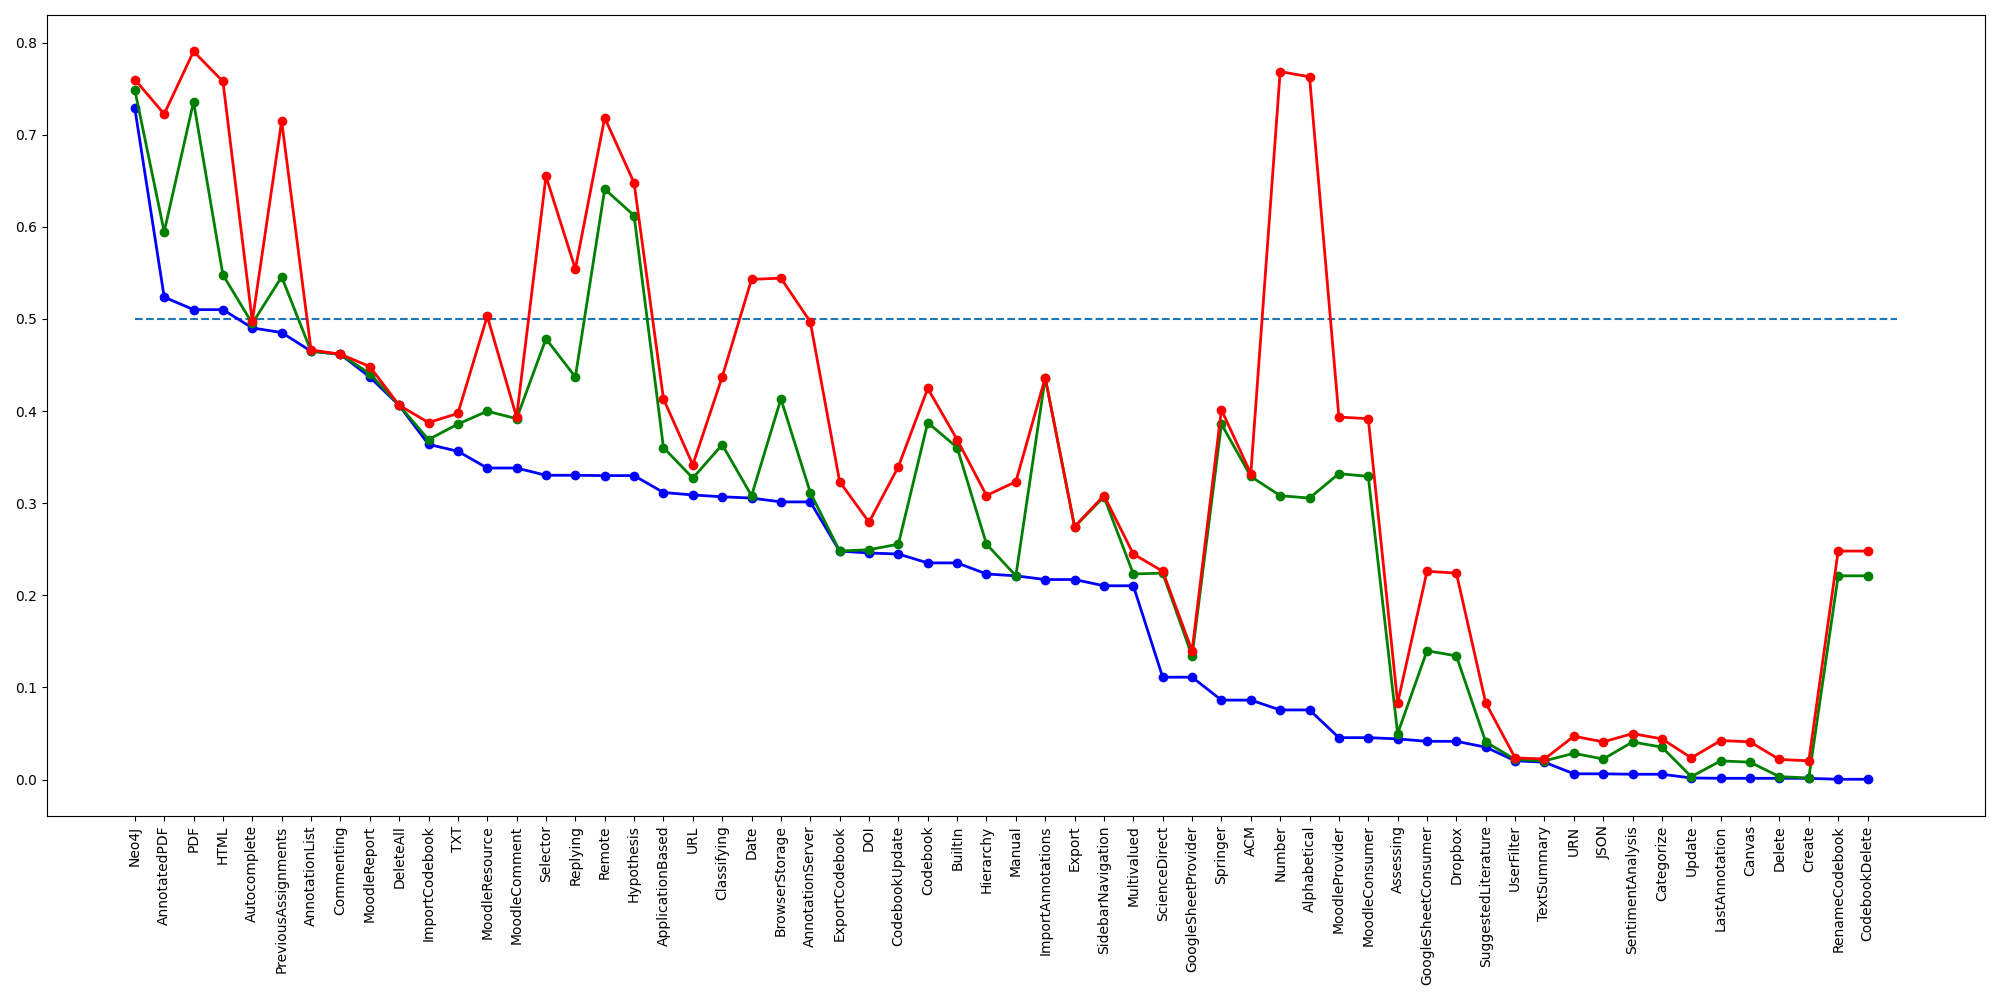 0.8
0.7
0.6
0.5
0.4
0.3
0.2
0.1
0.0
Neo4J
AnnotatedPDF
PDF
HTML
Autocomplete
PreviousAssignments
AnnotationList
Commenting
MoodleReport
DeleteAll
ImportCodebook
TXT
MoodleResource
MoodleComment
Selector
Replying
Remote
Hypothesis
ApplicationBased
URL
Classifying
Date
BrowserStorage
AnnotationServer
ExportCodebook
DOI
CodebookUpdate
Codebook
BuiltIn
Hierarchy
Manual
ImportAnnotations
Export
SidebarNavigation
Multivalued
ScienceDirect
GoogleSheetProvider
Springer
ACM
Number
Alphabetical
MoodleProvider
MoodleConsumer
Assessing
GoogleSheetConsumer
Dropbox
SuggestedLiterature
UserFilter
TextSummary
URN
JSON
SentimentAnalysis
Categorize
Update
LastAnnotation
Canvas
Delete
Create
RenameCodebook
CodebookDelete